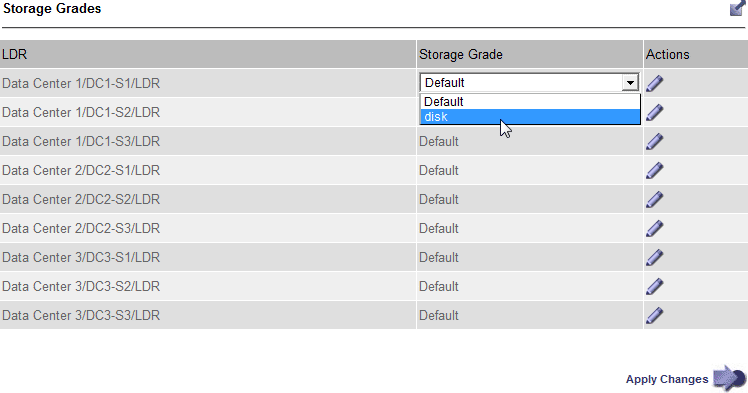 Storage Grades
LDR Storage Grade Actions
Data Center 1/DC1-S1/LDR Default
Default
Data Center 1/DC1-S2/LDR
disk
Data Center 1/DC1-S3/LDR Default
Data Center 2/DC2-S1/LDR Default
Data Center 2/DC2-S2/LDR Default
Data Center 2/DC2-S3/LDR Default
Data Center 3/DC3-S1/LDR Default
Data Center 3/DC3-S2/LDR Default
Data Center 3/DC3-S3/LDR Default
Apply Changes